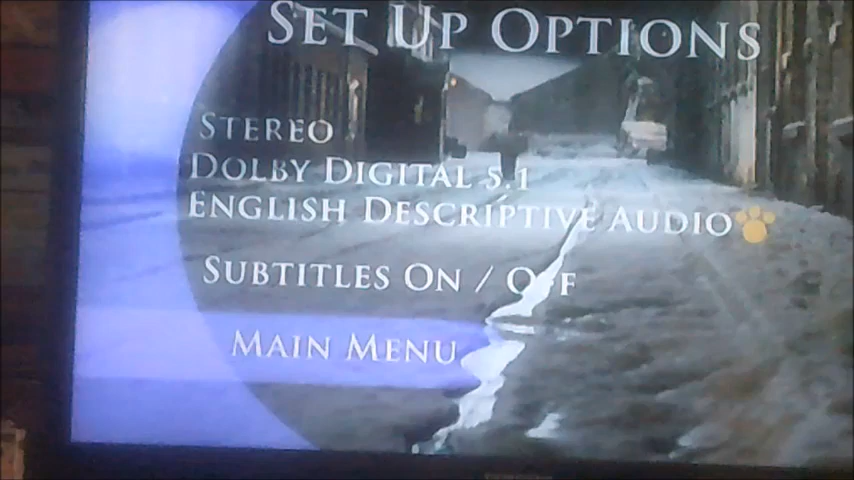 SET UP OPTIONS
STEREO
DOLBY DIGITAL 5.1
ENGLISH DESCRIPTIVE AUDIO
SUBTITLES ON / OFF
MAIN MENU